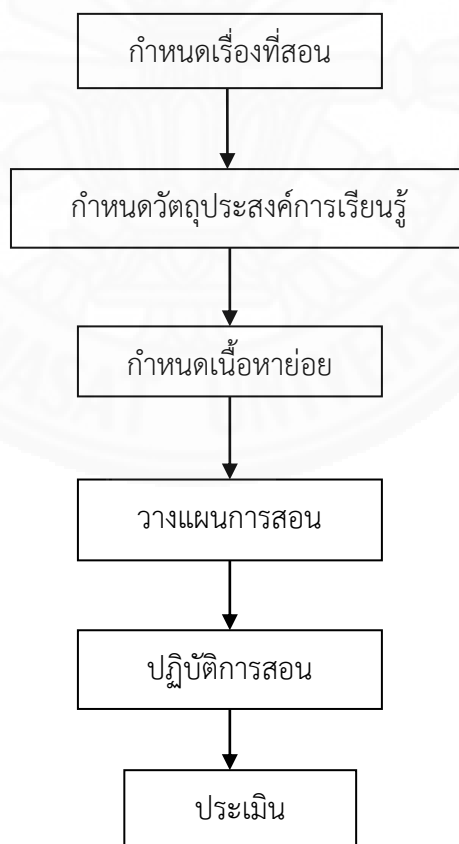 กำหนดเรื่องที่สอน
กำหนดวัตถุประสงค์การเรียนรู้
กำหนดเนื้อหาย่อย
วางแผนการสอน
ปฏิบัติการสอน
ประเมิน